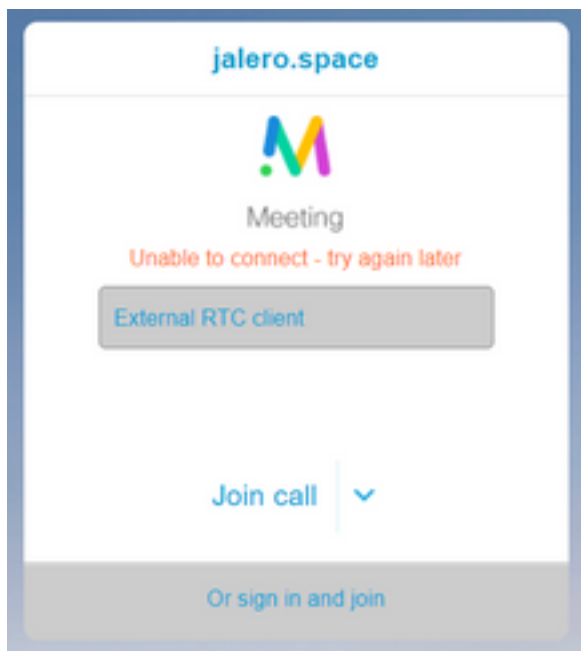 jalero.space
Meeting
Unable to connect - try again later
External RTC client
Join call
Or sign in and join